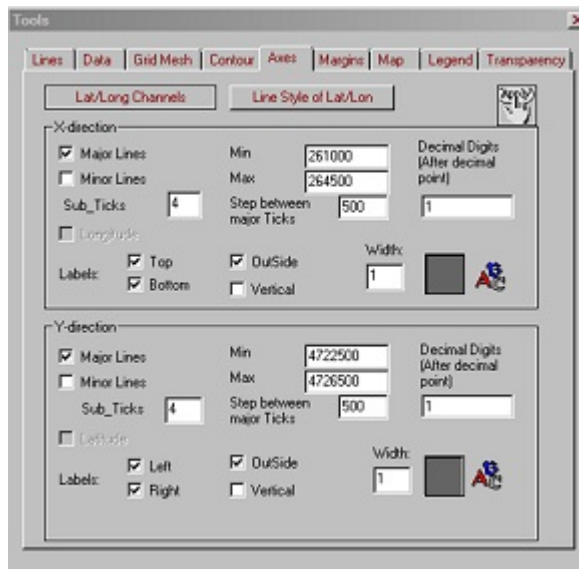 Tools
Lines Data Grid Mesh Contour Axes Margins Map Legend Transparency
Lat/Long Channels Line Style of Lat/Lon Apply
X-direction
Major Lines Min 261000 Decimal Digits
(After decimal
point)
Minor Lines Max 264500
Sub_Ticks 4 Step between
major Ticks 500 1
Longitude
Labels: Top OutSide Width: 1
Bottom Vertical
Y-direction
Major Lines Min 4722500 Decimal Digits
(After decimal
point)
Minor Lines Max 4726500
Sub_Ticks 4 Step between
major Ticks 500 1
Latitude
Labels: Left OutSide Width: 1
Right Vertical